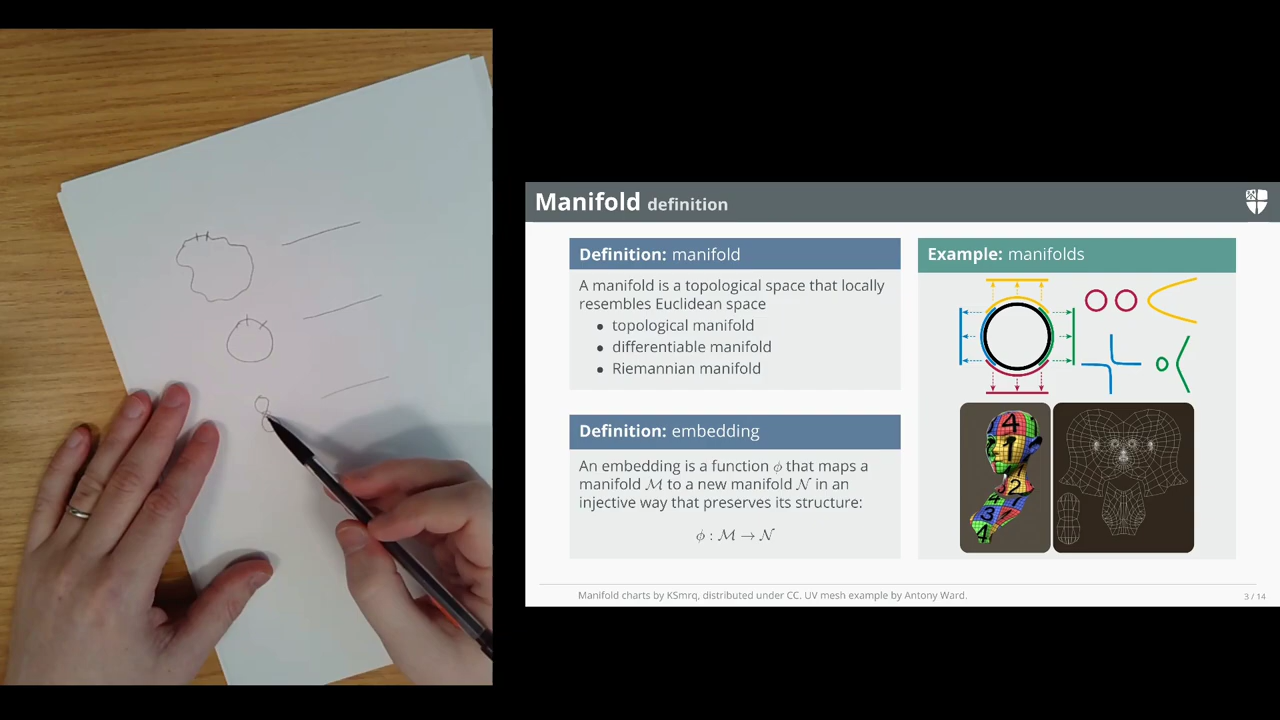 Manifold definition
Definition: manifold
A manifold is a topological space that locally
resembles Euclidean space
• topological manifold
• differentiable manifold
• Riemannian manifold
Definition: embedding
An embedding is a function ϕ that maps a
manifold ℳ to a new manifold 𝒩 in an
injective way that preserves its structure:
ϕ : ℳ → 𝒩
Example: manifolds
4
1
2
3
1
4
Manifold charts by KSmrq, distributed under CC. UV mesh example by Antony Ward.
3 / 14